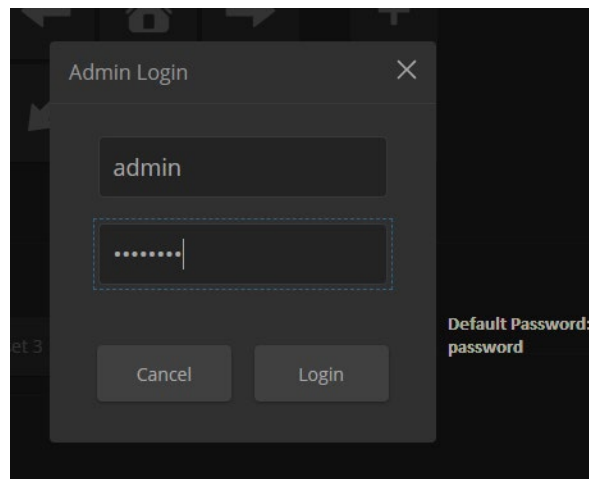 Admin Login
admin
••••••••
et 3
Default Password:
password
Cancel
Login